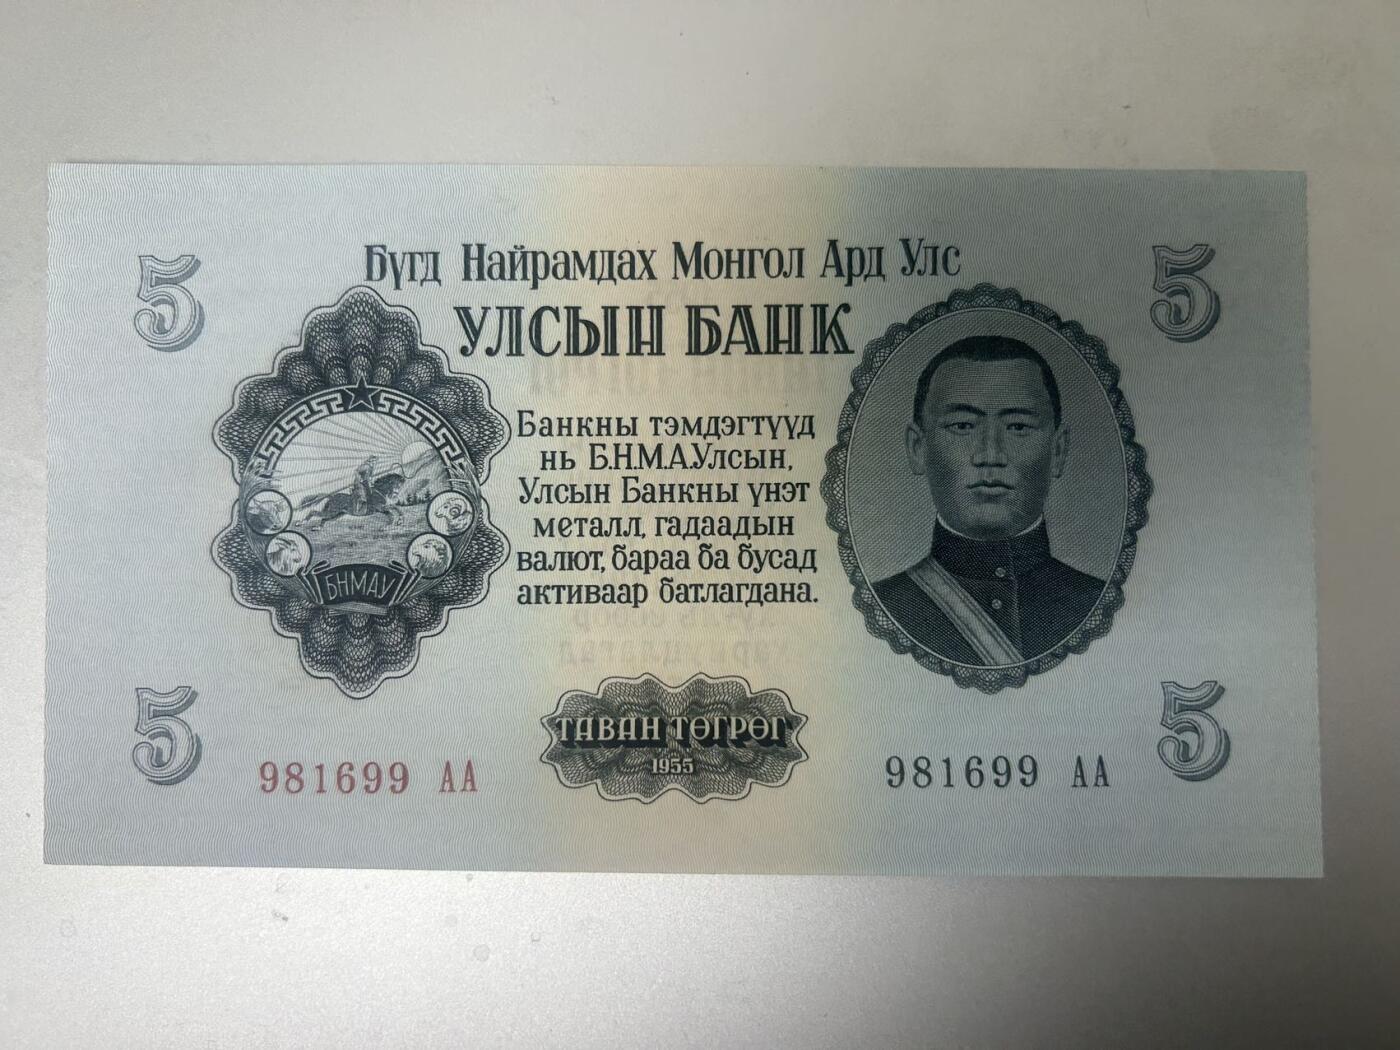 Бүгд Найрамдах Монгол Ард Улс
УЛСЫН БАНК
5
5
Банкны тэмдэгтүүд
нь Б.Н.М.А.Улсын,
Улсын Банкны үнэт
металл, гадаадын
валют, бараа ба бусад
активаар батлагдана.
БНМАУ
ТАВАН ТӨГРӨГ
1955
5
5
981699 АА
981699 АА